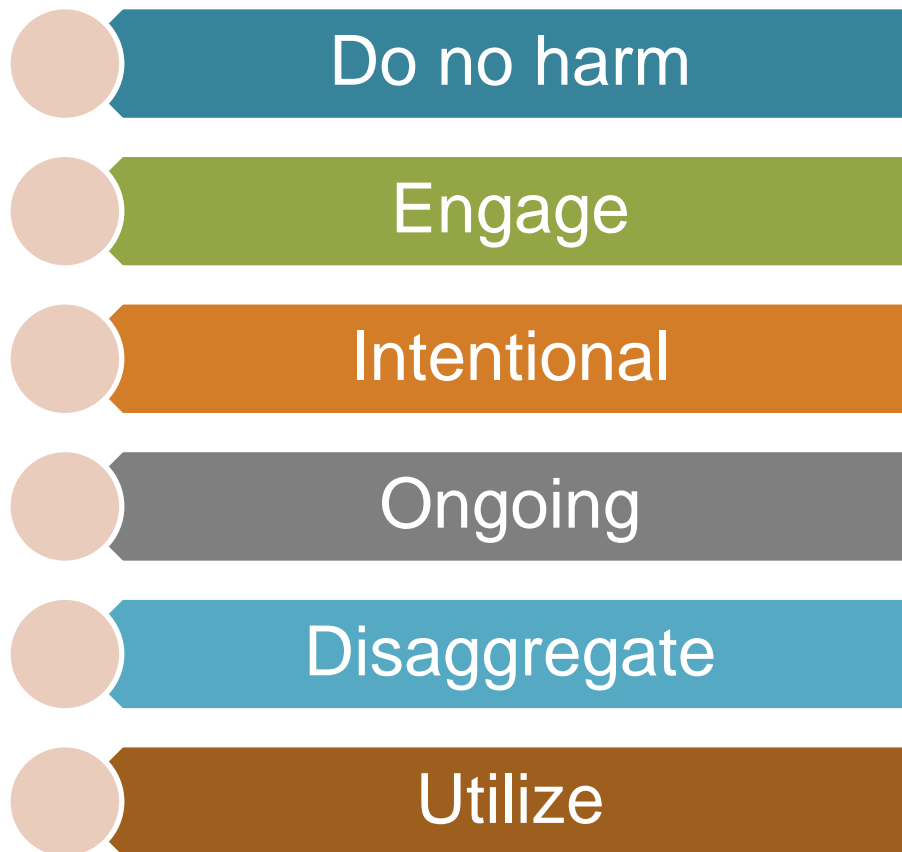 Do no harm
Engage
Intentional
Ongoing
Disaggregate
Utilize